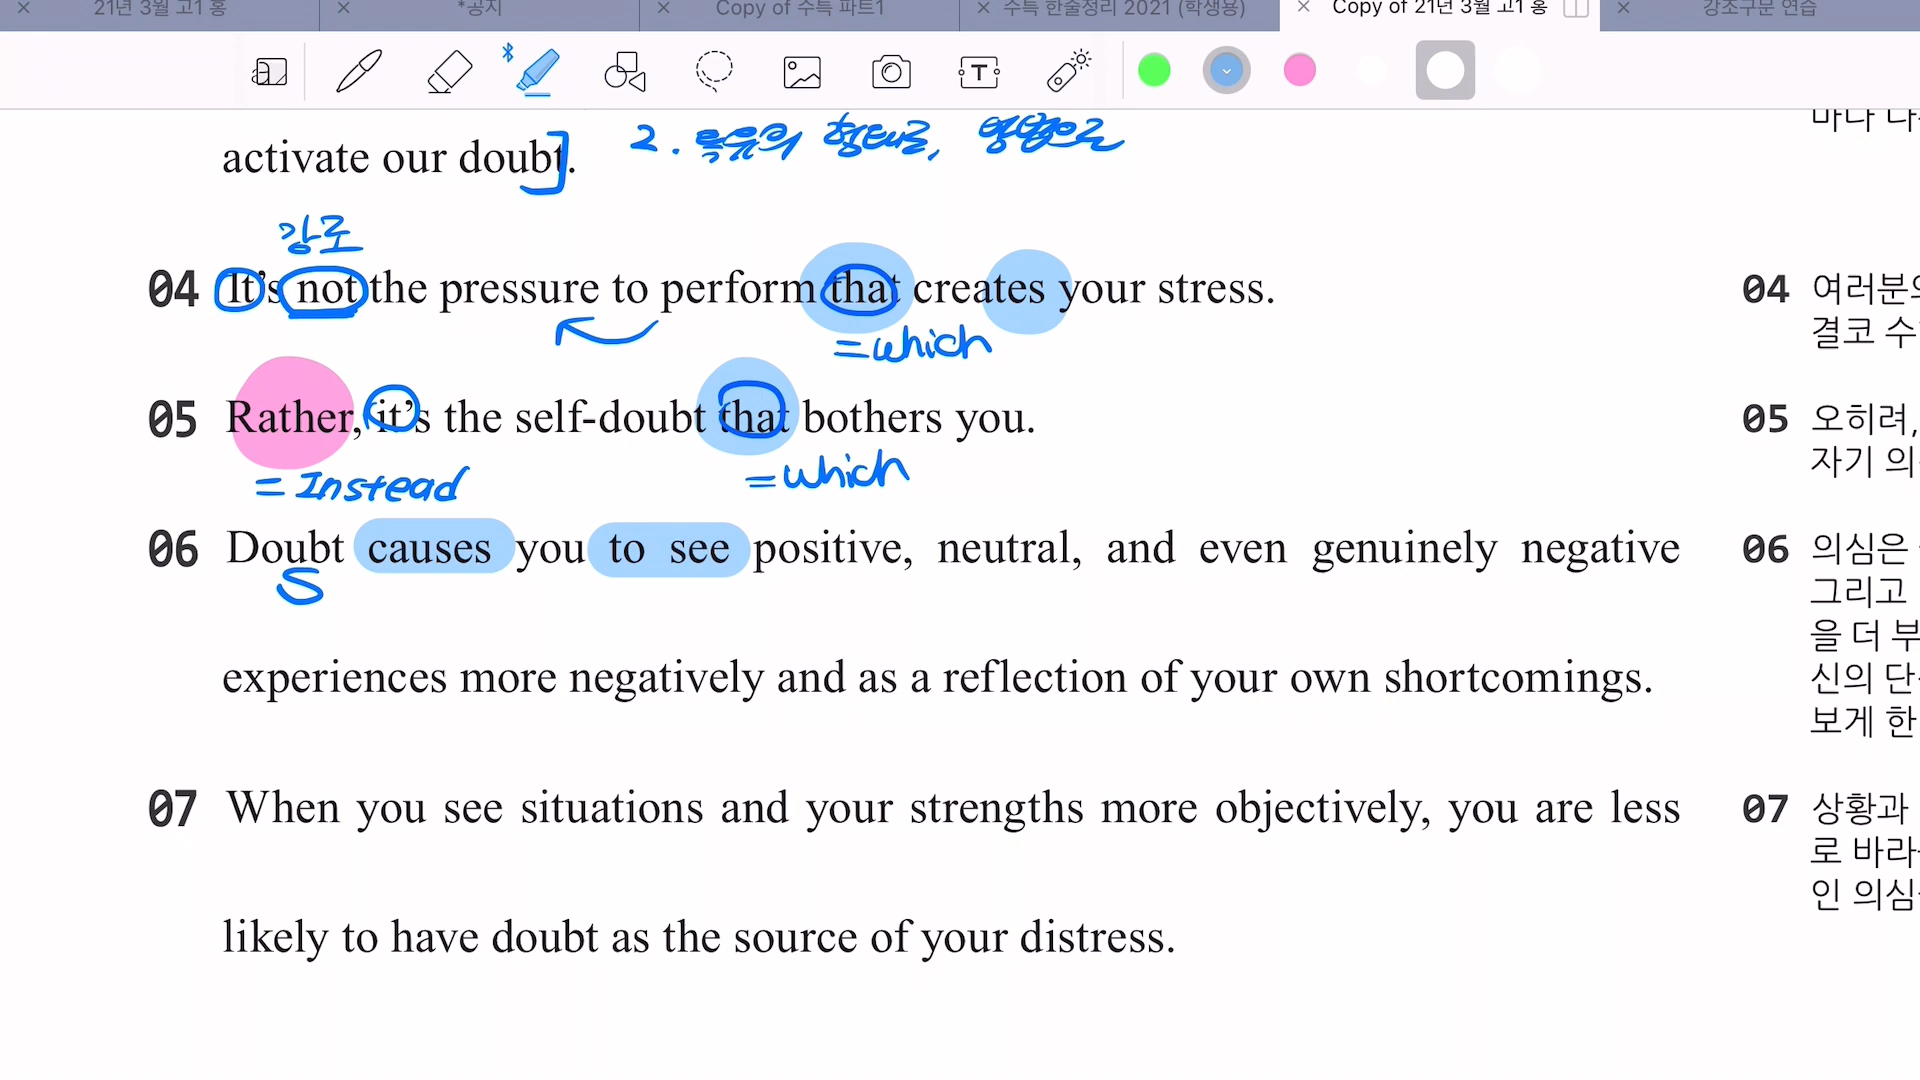 21년 3월 고1 홍
*공지
Copy of 수특 파트1
수특 한술정리 2021 (학생용)
Copy of 21년 3월 고1 홍
강조구문 연습
activate our doubt].
2. 특유의 형태로, 방법으로
강조
04 It's not the pressure to perform that creates your stress.
= which
05 Rather, it's the self-doubt that bothers you.
= Instead
= which
06 Doubt causes you to see positive, neutral, and even genuinely negative
S
experiences more negatively and as a reflection of your own shortcomings.
07 When you see situations and your strengths more objectively, you are less
likely to have doubt as the source of your distress.
04 여러분의
결코 수
05 오히려,
자기 의
06 의심은
그리고
을 더 부
신의 단
보게 한
07 상황과
로 바라
인 의심